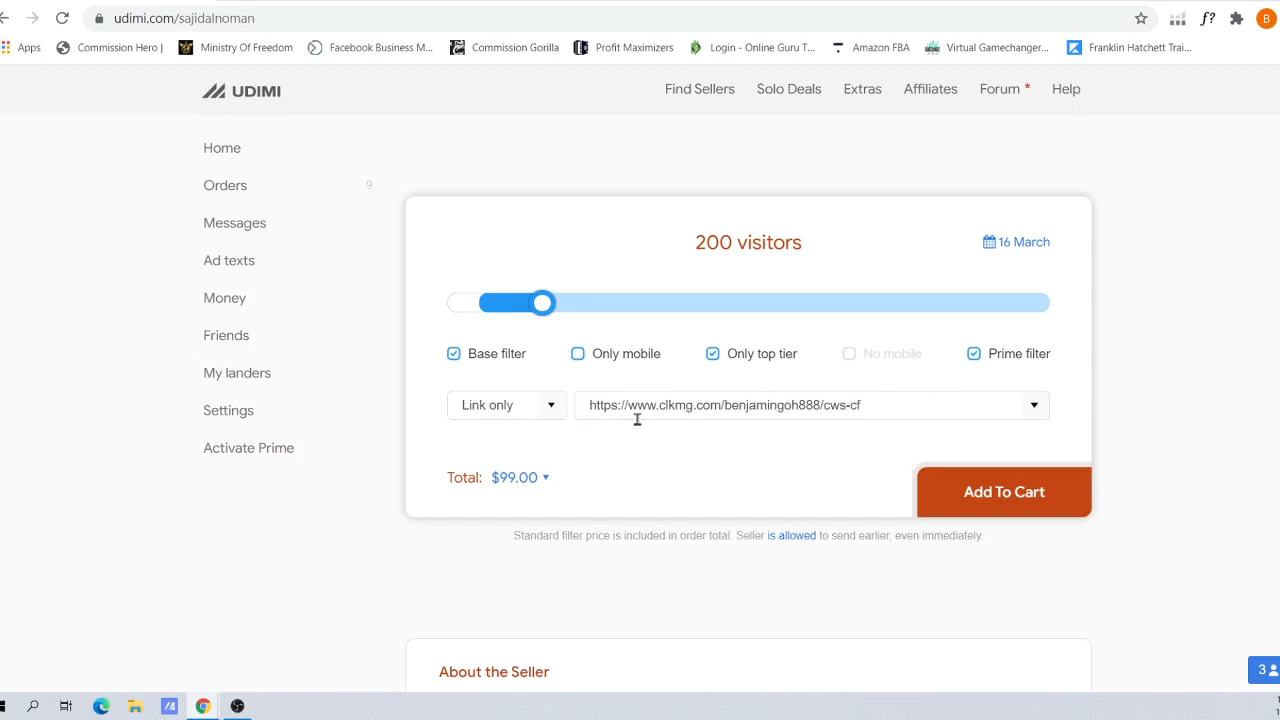 udimi.com/sajidalnoman
f?
B
Apps
Commission Hero |
Ministry Of Freedom
Facebook Business M...
Commission Gorilla
Profit Maximizers
Login - Online Guru T...
Amazon FBA
Virtual Gamechanger...
Franklin Hatchett Trai...
UDIMI
Find Sellers
Solo Deals
Extras
Affiliates
Forum *
Help
Home
Orders 9
Messages
Ad texts
Money
Friends
My landers
Settings
Activate Prime
200 visitors
16 March
Base filter
Only mobile
Only top tier
No mobile
Prime filter
Link only
https://www.clkmg.com/benjamingoh888/cws-cf
Total: $99.00
Add To Cart
Standard filter price is included in order total. Seller is allowed to send earlier, even immediately.
About the Seller
3